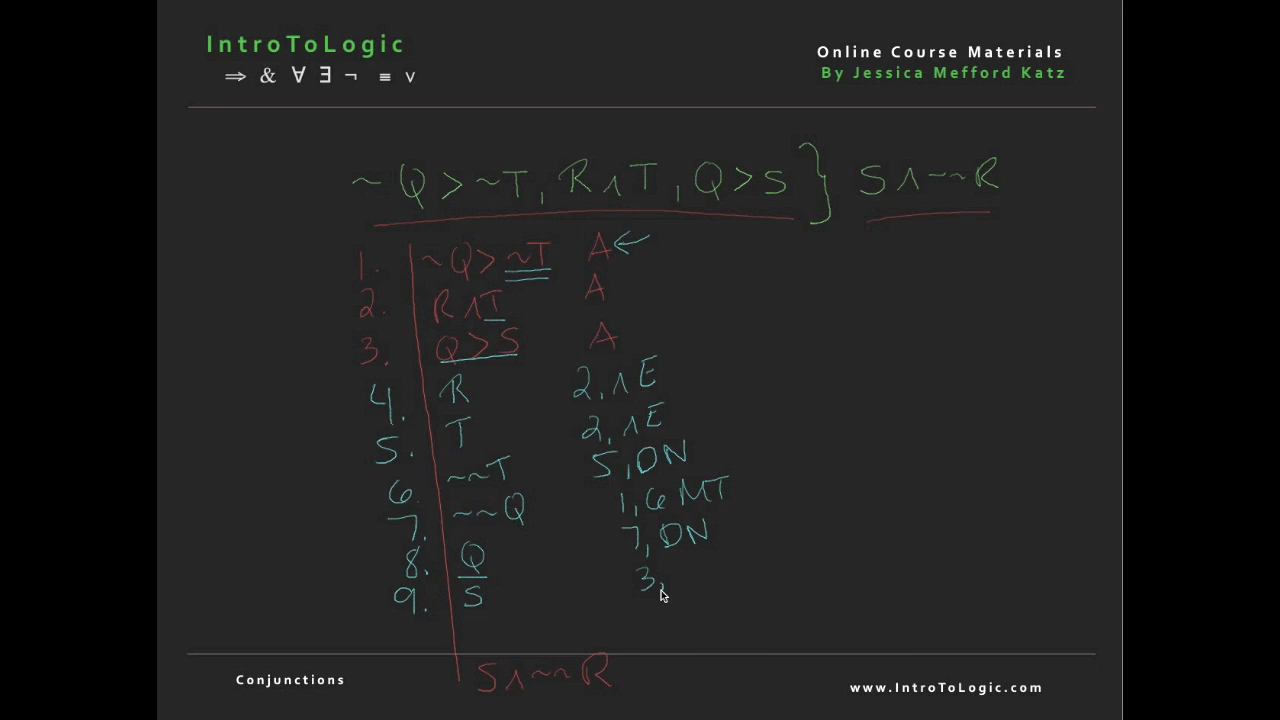 IntroToLogic
⇒ & ∀ ∃ ¬ ≡ ∨
Online Course Materials
By Jessica Mefford Katz
~Q > ~T, R ∧ T, Q > S } S ∧ ~~R
1. ~Q > ~T A ←
2. R ∧ T A
3. Q > S A
4. R 2, ∧E
5. T 2, ∧E
6. ~~T 5, DN
7. ~~Q 1, 6 MT
8. Q 7, DN
9. S 3,
S ∧ ~~R
Conjunctions
www.IntroToLogic.com